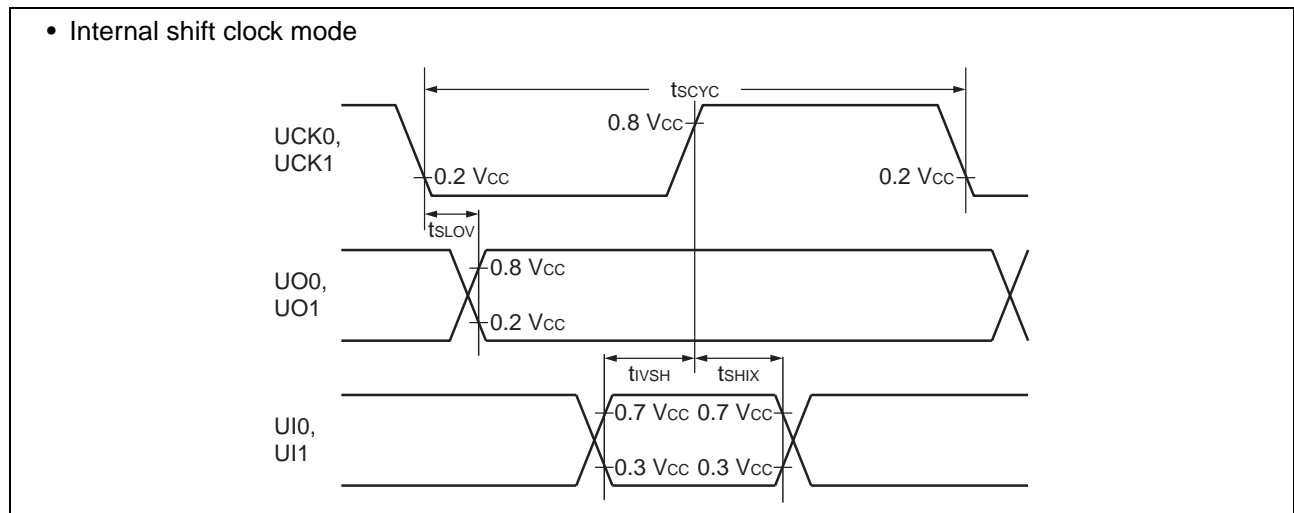 • Internal shift clock mode
tSCYC
UCK0,
UCK1
0.8 VCC
0.2 VCC
0.2 VCC
tSLOV
UO0,
UO1
0.8 VCC
0.2 VCC
tIVSH
tSHIX
UI0,
UI1
0.7 VCC 0.7 VCC
0.3 VCC 0.3 VCC